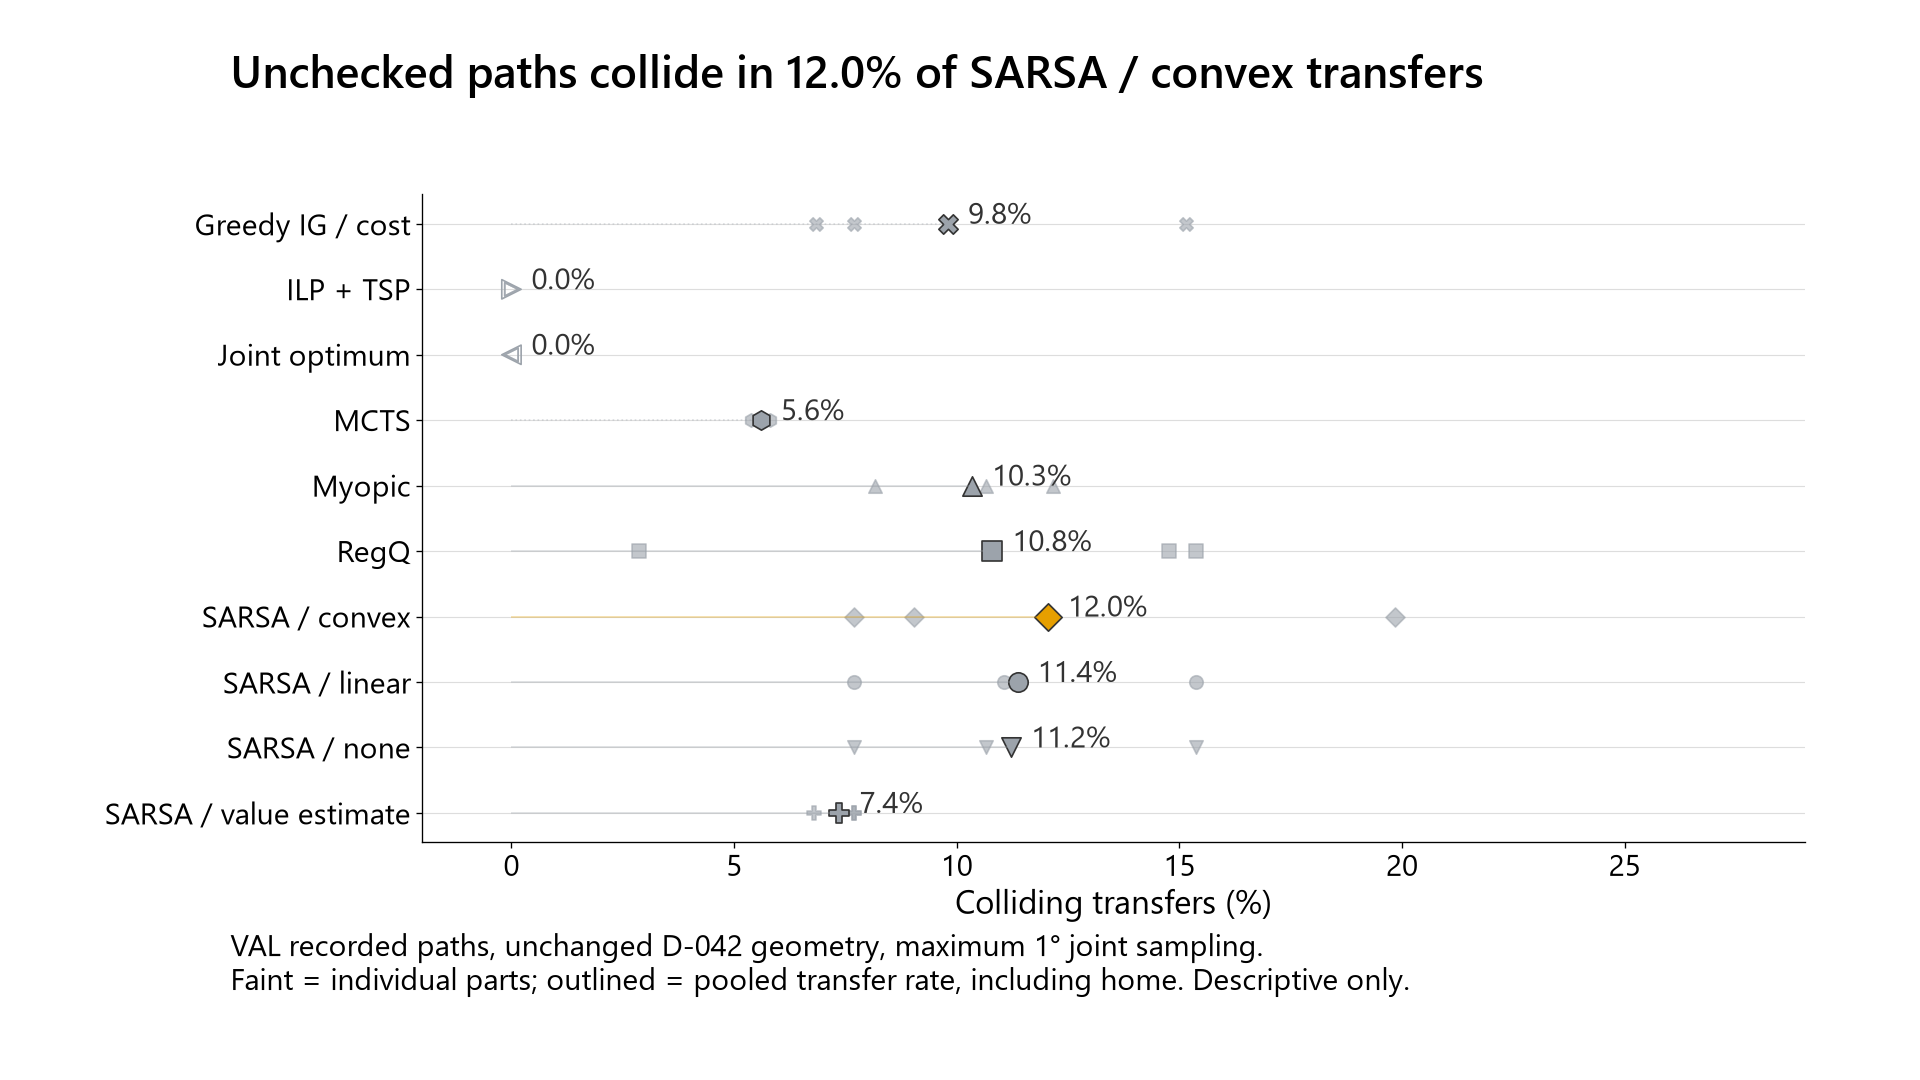 Unchecked paths collide in 12.0% of SARSA / convex transfers
Greedy IG / cost 9.8%
ILP + TSP 0.0%
Joint optimum 0.0%
MCTS 5.6%
Myopic 10.3%
RegQ 10.8%
SARSA / convex 12.0%
SARSA / linear 11.4%
SARSA / none 11.2%
SARSA / value estimate 7.4%
0 5 10 15 20 25
Colliding transfers (%)
VAL recorded paths, unchanged D-042 geometry, maximum 1° joint sampling.
Faint = individual parts; outlined = pooled transfer rate, including home. Descriptive only.